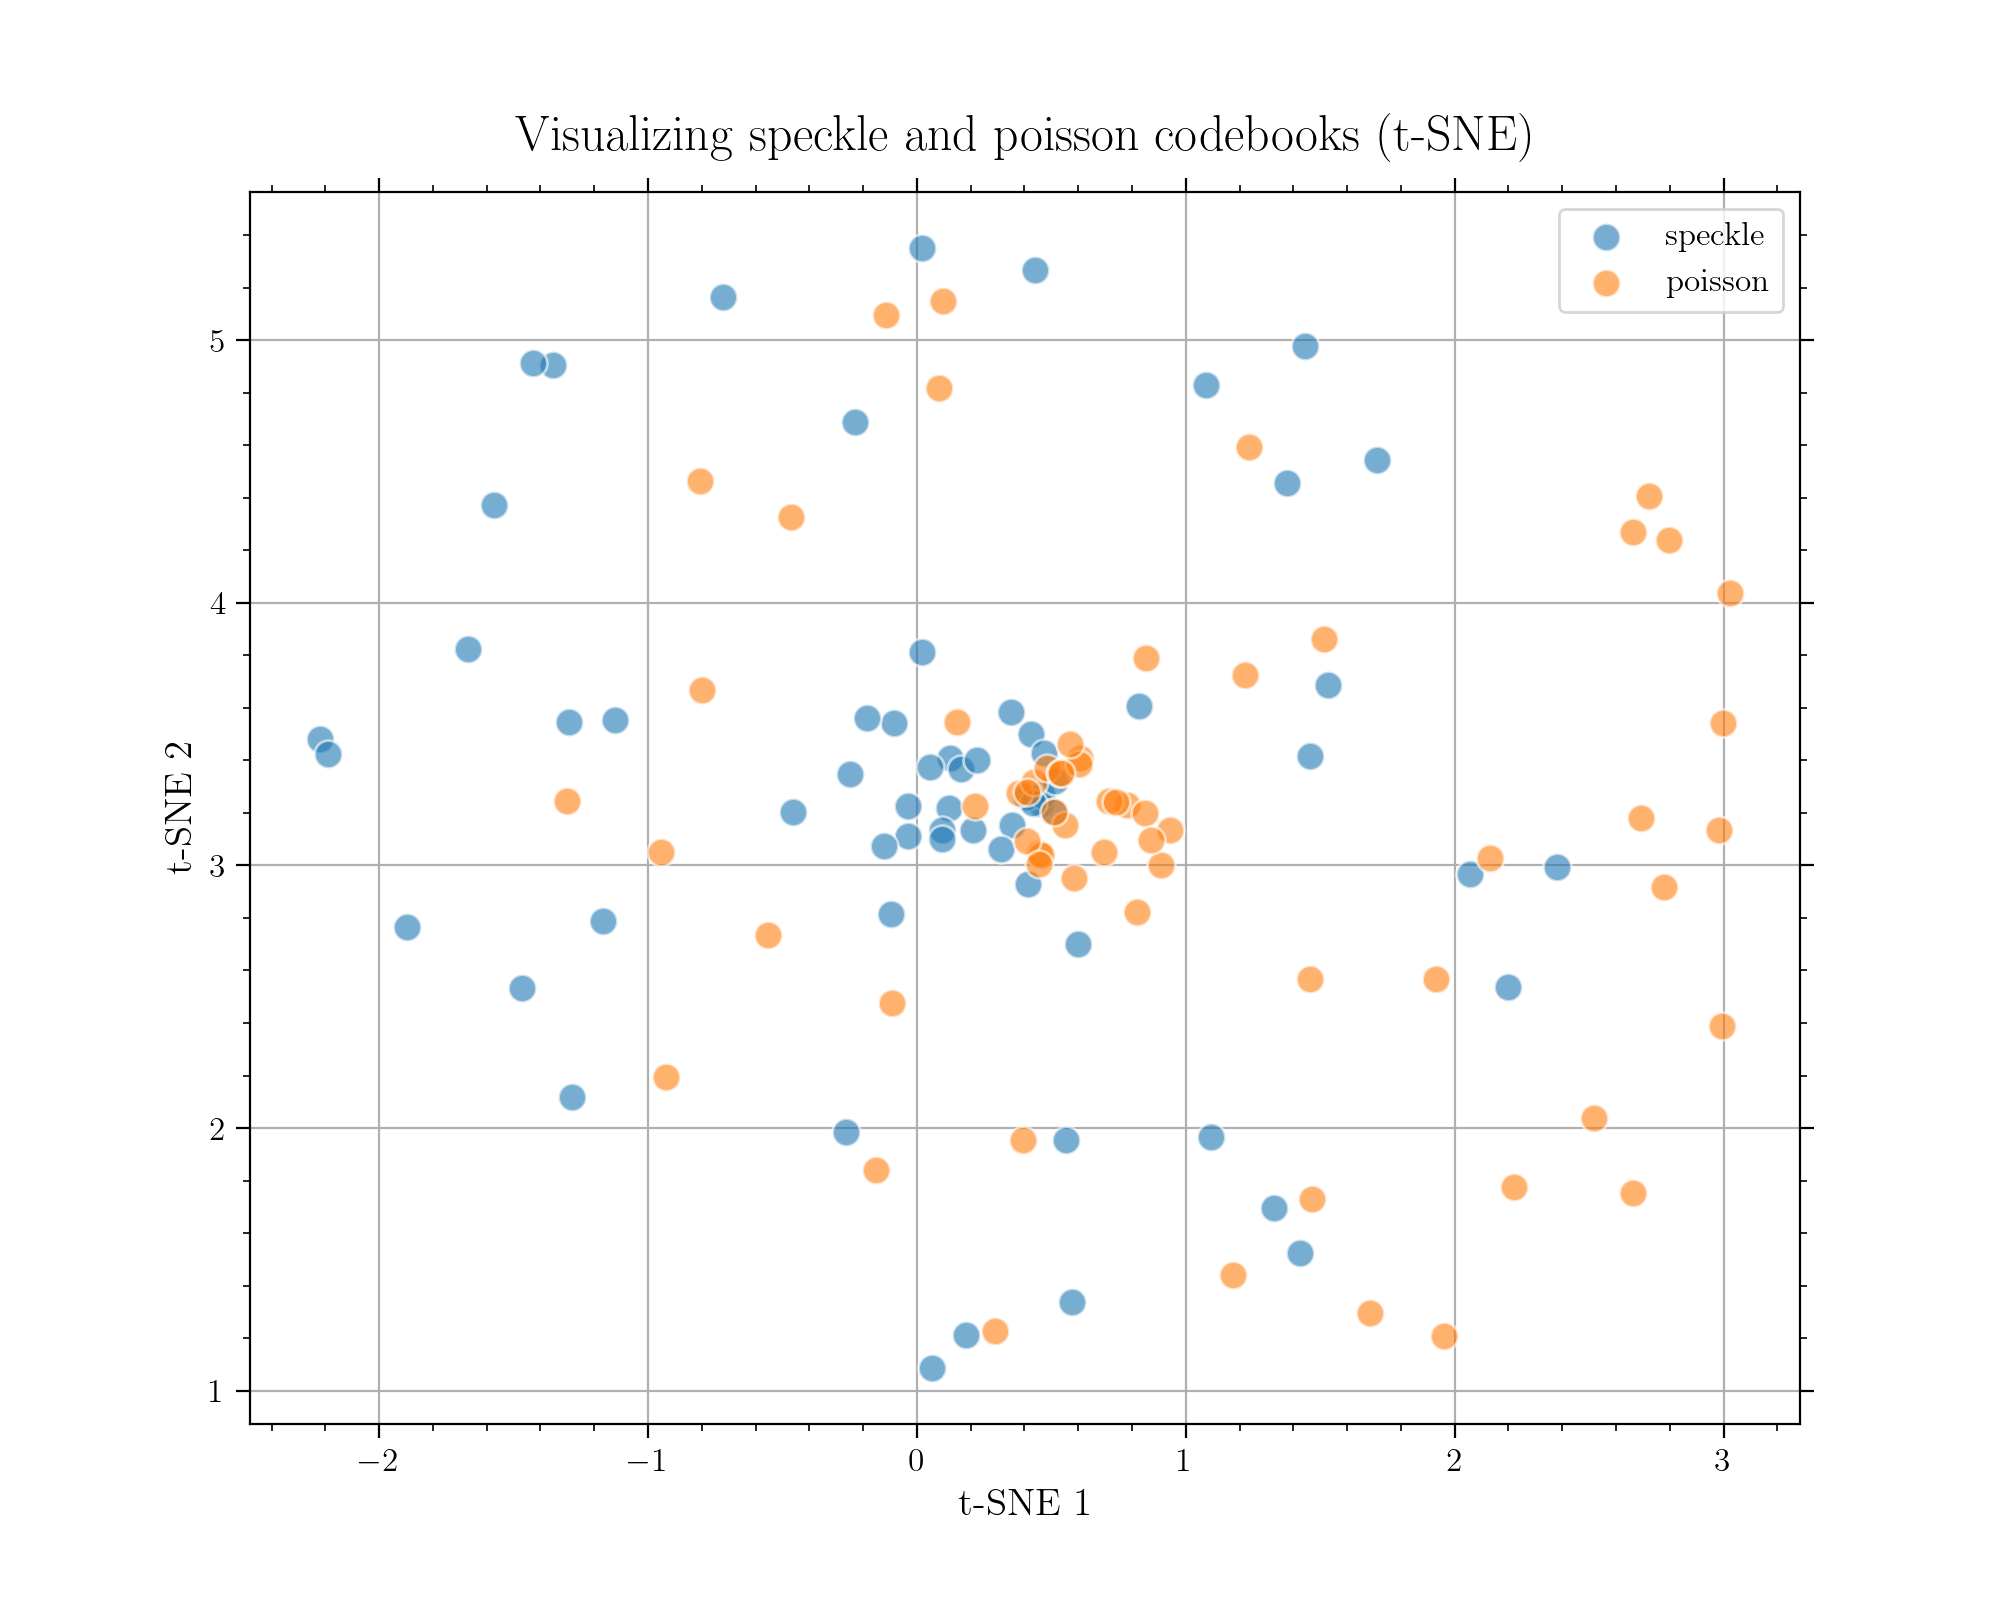 Visualizing speckle and poisson codebooks (t-SNE)
speckle
poisson
5
4
3
2
1
t-SNE 2
−2 −1 0 1 2 3
t-SNE 1